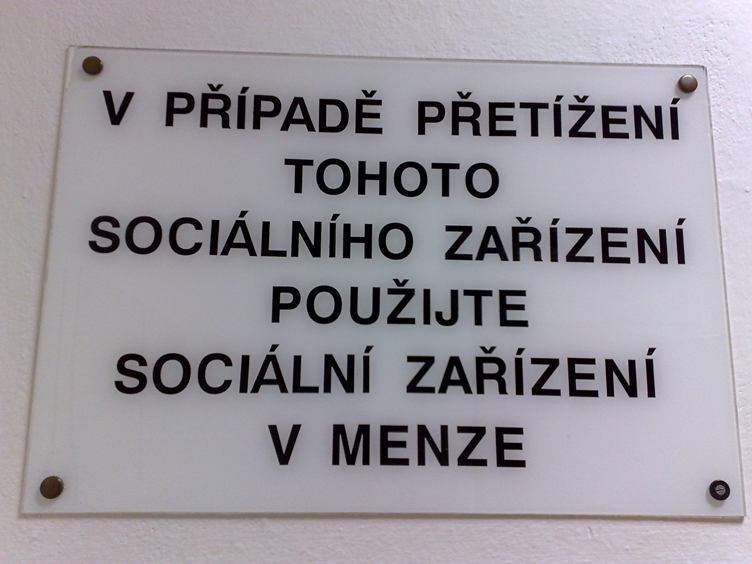 V PŘÍPADĚ PŘETÍŽENÍ
TOHOTO
SOCIÁLNÍHO ZAŘÍZENÍ
POUŽIJTE
SOCIÁLNÍ ZAŘÍZENÍ
V MENZE